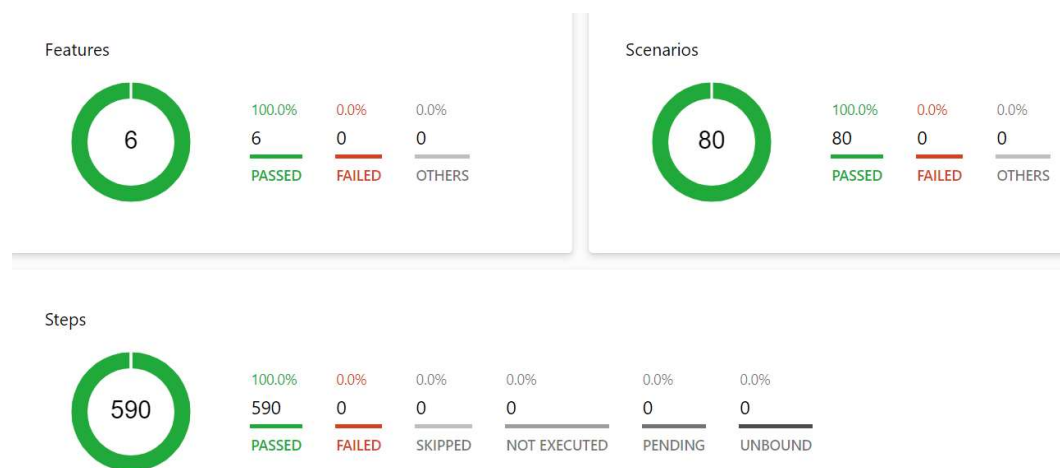 Features
100.0% 0.0% 0.0%
6 6 0 0
PASSED FAILED OTHERS
Scenarios
100.0% 0.0% 0.0%
80 80 0 0
PASSED FAILED OTHERS
Steps
100.0% 0.0% 0.0% 0.0% 0.0% 0.0%
590 590 0 0 0 0 0
PASSED FAILED SKIPPED NOT EXECUTED PENDING UNBOUND